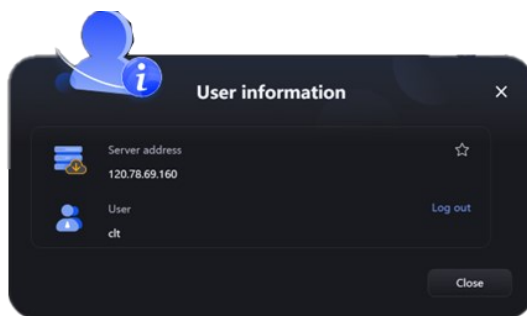 User information
Server address
120.78.69.160
User
Log out
clt
Close